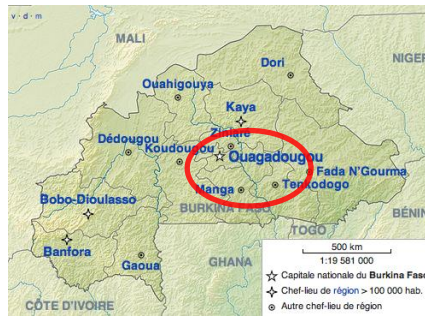 v · d · m
MALI
NIGER
Dori
Ouahigouya
Kaya
Ziniaré
Dédougou
Koudougou
Ouagadougou
Fada N'Gourma
Manga
Tenkodogo
Bobo-Dioulasso
BURKINA FASO
BÉNIN
TOGO
Banfora
Gaoua
GHANA
CÔTE D'IVOIRE
500 km
1:19 581 000
Capitale nationale du Burkina Faso
Chef-lieu de région > 100 000 hab.
Autre chef-lieu de région